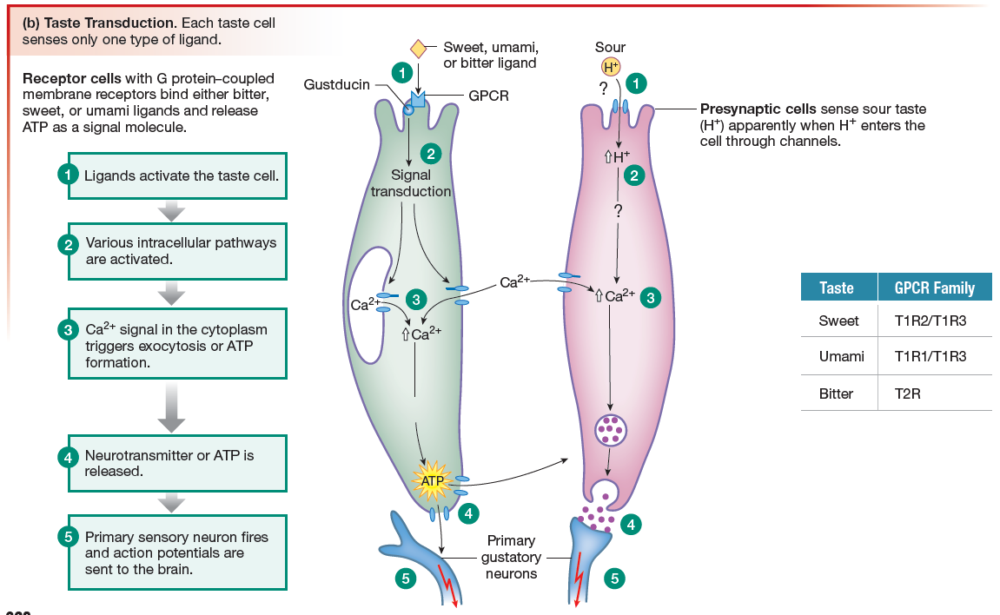 (b) Taste Transduction. Each taste cell
senses only one type of ligand.
Receptor cells with G protein–coupled
membrane receptors bind either bitter,
sweet, or umami ligands and release
ATP as a signal molecule.
1 Ligands activate the taste cell.
2 Various intracellular pathways
are activated.
3 Ca2+ signal in the cytoplasm
triggers exocytosis or ATP
formation.
4 Neurotransmitter or ATP is
released.
5 Primary sensory neuron fires
and action potentials are
sent to the brain.
Sweet, umami,
or bitter ligand
1
Gustducin
GPCR
2
Signal
transduction
Ca2+
3
⇧Ca2+
Ca2+
ATP
4
Primary
gustatory
neurons
5
Sour
H+
?
1
Presynaptic cells sense sour taste
(H+) apparently when H+ enters the
cell through channels.
⇧H+
2
?
⇧Ca2+
3
4
5
Taste GPCR Family
Sweet T1R2/T1R3
Umami T1R1/T1R3
Bitter T2R